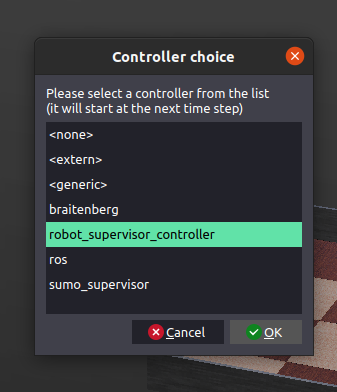 Controller choice
Please select a controller from the list
(it will start at the next time step)
<none>
<extern>
<generic>
braitenberg
robot_supervisor_controller
ros
sumo_supervisor
Cancel
OK